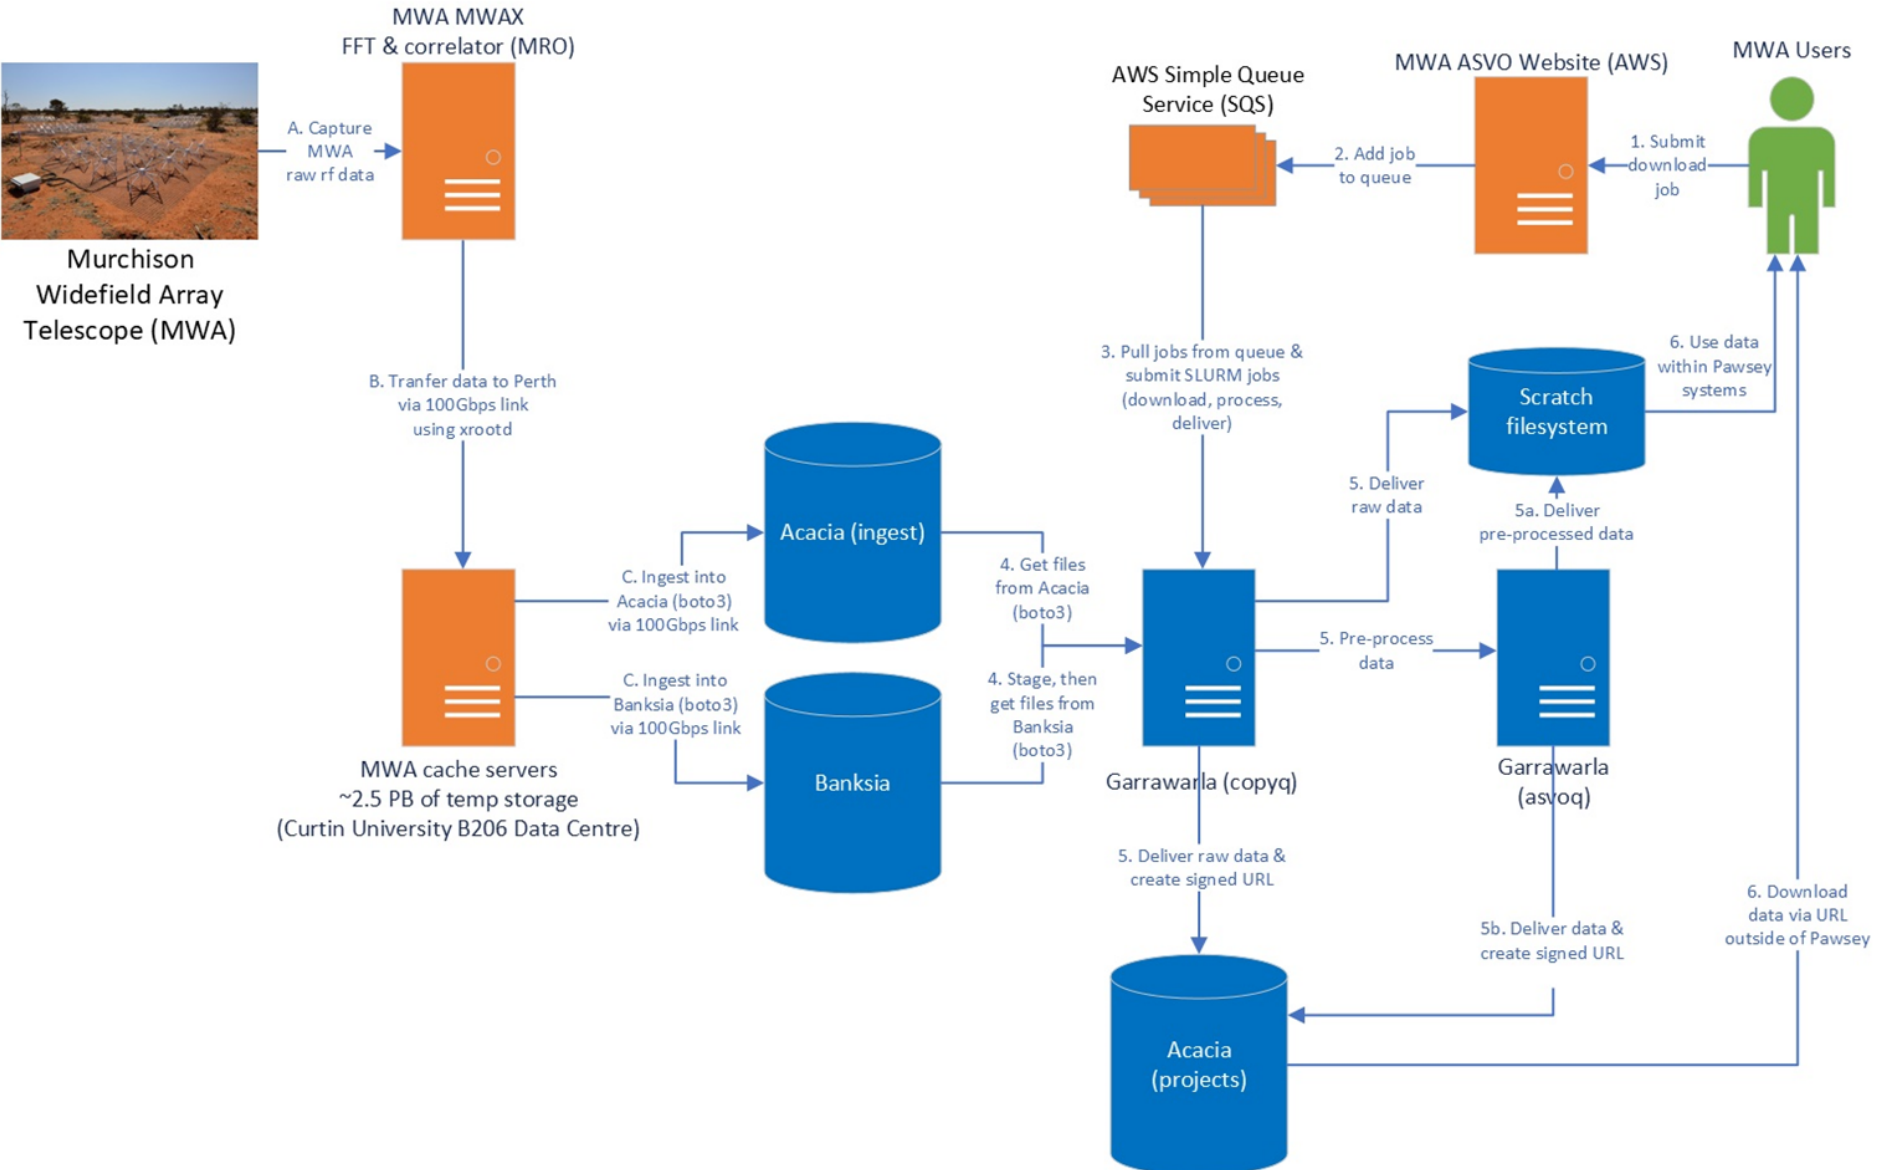 MWA MWAX
FFT & correlator (MRO)
A. Capture
MWA
raw rf data
Murchison
Widefield Array
Telescope (MWA)
B. Tranfer data to Perth
via 100Gbps link
using xrootd
MWA cache servers
~2.5 PB of temp storage
(Curtin University B206 Data Centre)
C. Ingest into
Acacia (boto3)
via 100Gbps link
C. Ingest into
Banksia (boto3)
via 100Gbps link
Acacia (ingest)
Banksia
4. Get files
from Acacia
(boto3)
4. Stage, then
get files from
Banksia
(boto3)
AWS Simple Queue
Service (SQS)
MWA ASVO Website (AWS)
MWA Users
1. Submit
download
job
2. Add job
to queue
3. Pull jobs from queue &
submit SLURM jobs
(download, process,
deliver)
Garrawarla (copyq)
5. Deliver
raw data
5. Pre-process
data
Scratch
filesystem
5a. Deliver
pre-processed data
6. Use data
within Pawsey
systems
Garrawarla
(asvoq)
5. Deliver raw data &
create signed URL
5b. Deliver data &
create signed URL
6. Download
data via URL
outside of Pawsey
Acacia
(projects)